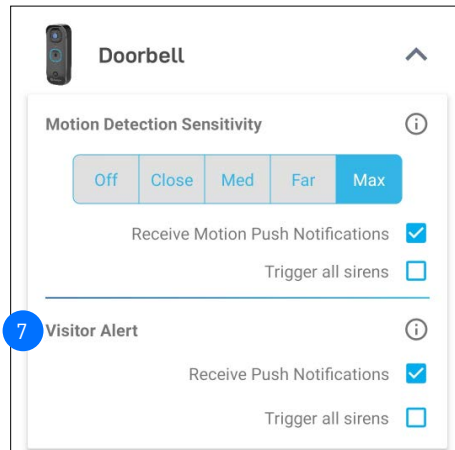 Doorbell
Motion Detection Sensitivity
Off Close Med Far Max
Receive Motion Push Notifications
Trigger all sirens
7 Visitor Alert
Receive Push Notifications
Trigger all sirens